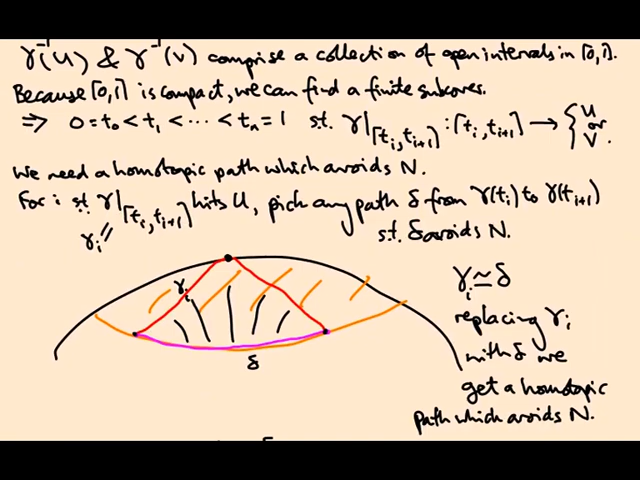 γ⁻¹(U) & γ⁻¹(V) comprise a collection of open intervals in [0,1].
Because [0,1] is compact, we can find a finite subcover.
⇒ 0=t₀<t₁<⋯<tₙ=1 s.t. γ|[tᵢ,tᵢ₊₁] : [tᵢ,tᵢ₊₁] → { U or V.
We need a homotopic path which avoids N.
For i st. γ|[tᵢ,tᵢ₊₁] hits U, pick any path δ from γ(tᵢ) to γ(tᵢ₊₁)
γᵢ // s.t. δ avoids N.
γᵢ
δ
γᵢ ≃ δ
replacing γᵢ
with δ we
get a homotopic
path which avoids N.